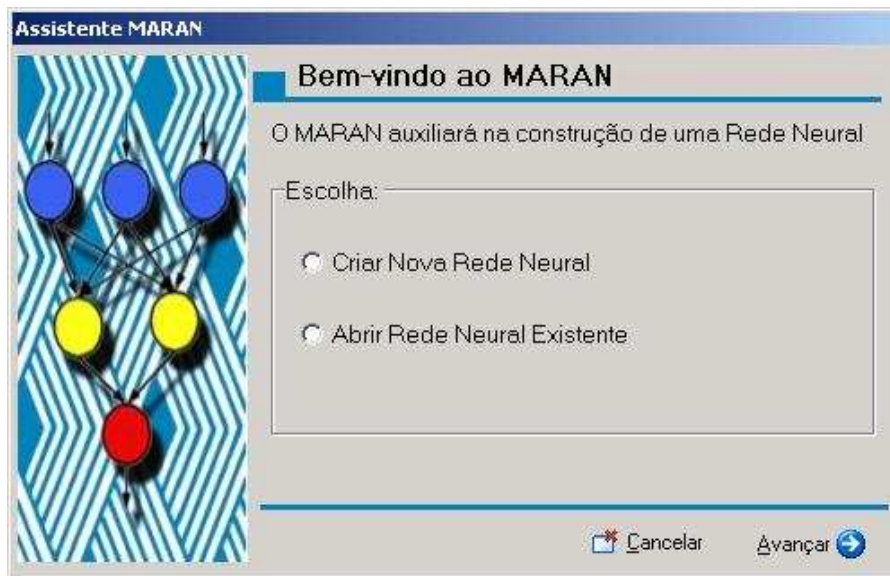 Assistente MARAN
Bem-vindo ao MARAN
O MARAN auxiliará na construção de uma Rede Neural
Escolha:
Criar Nova Rede Neural
Abrir Rede Neural Existente
Cancelar
Avançar